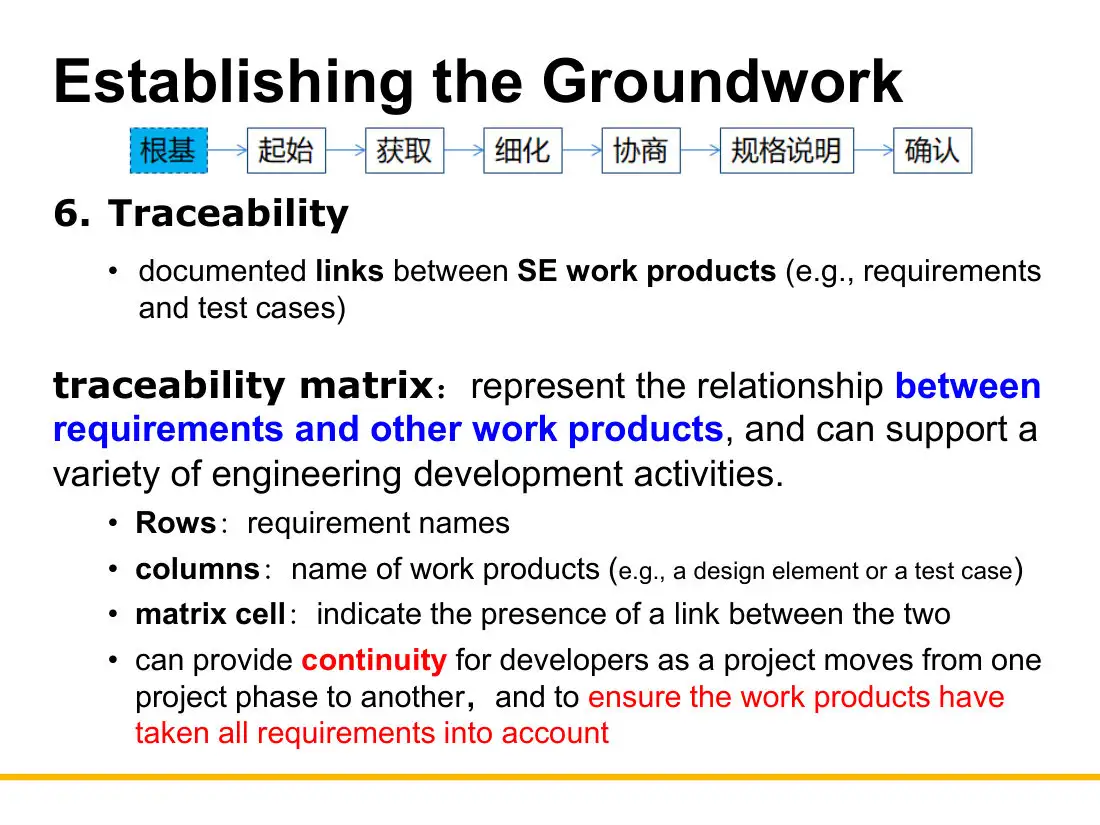 Establishing the Groundwork
根基 起始 获取 细化 协商 规格说明 确认
6. Traceability
• documented links between SE work products (e.g., requirements
and test cases)
traceability matrix：represent the relationship between
requirements and other work products, and can support a
variety of engineering development activities.
• Rows：requirement names
• columns：name of work products (e.g., a design element or a test case)
• matrix cell：indicate the presence of a link between the two
• can provide continuity for developers as a project moves from one
project phase to another，and to ensure the work products have
taken all requirements into account